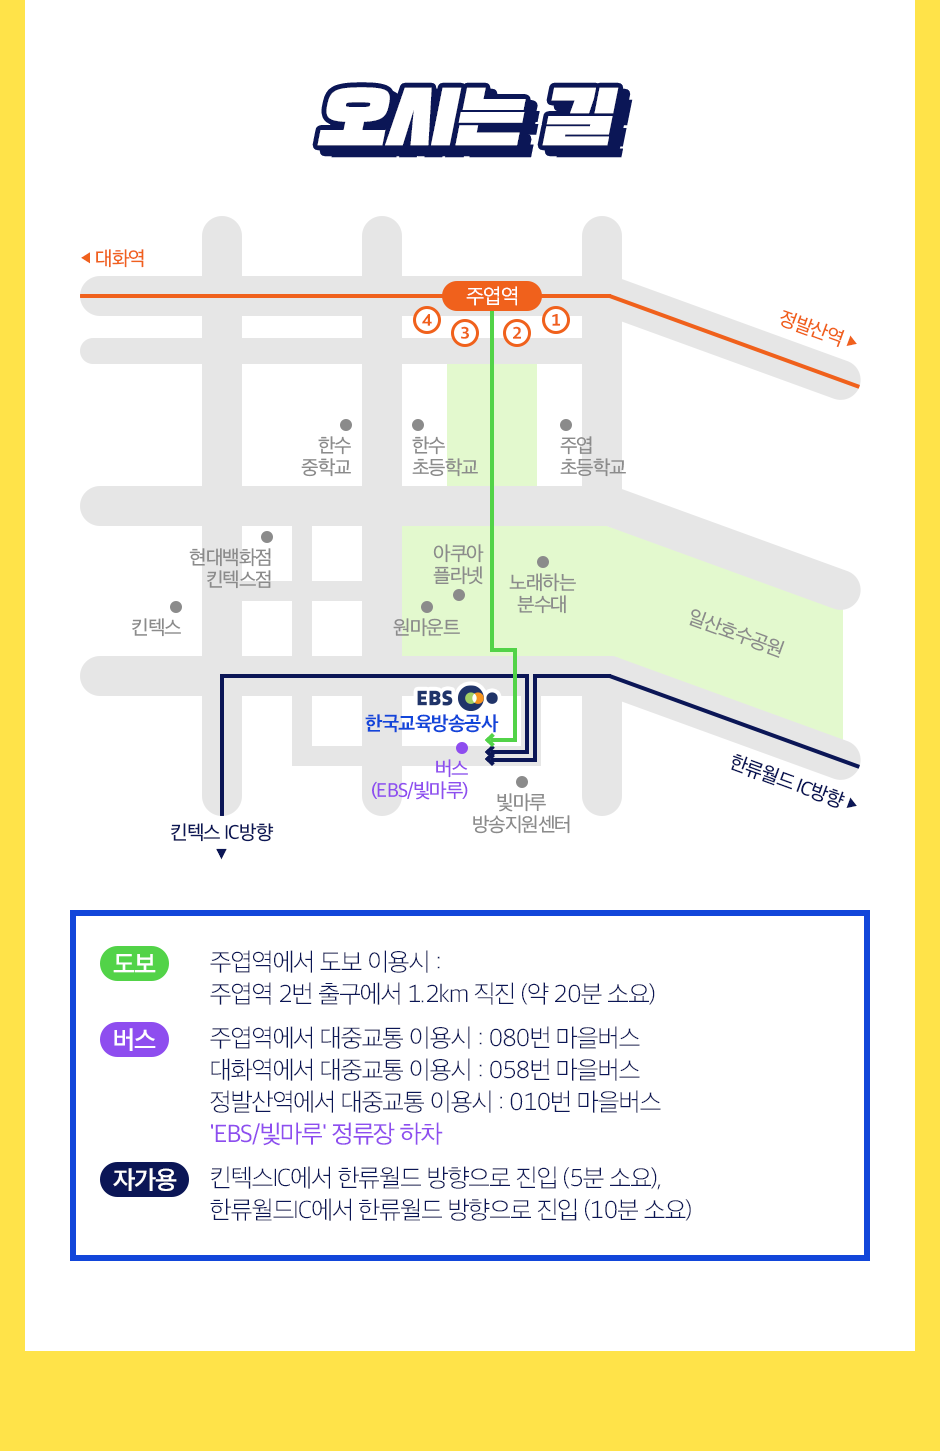 오시는 길
◀ 대화역
주엽역
4
3
2
1
정발산역 ▶
한수
중학교
한수
초등학교
주엽
초등학교
현대백화점
킨텍스점
아쿠아
플라넷
노래하는
분수대
킨텍스
원마운트
일산호수공원
EBS
한국교육방송공사
버스
(EBS/빛마루)
빛마루
방송지원센터
한류월드 IC방향 ▶
킨텍스 IC방향
▼
도보
주엽역에서 도보 이용시 :
주엽역 2번 출구에서 1.2km 직진 (약 20분 소요)
버스
주엽역에서 대중교통 이용시 : 080번 마을버스
대화역에서 대중교통 이용시 : 058번 마을버스
정발산역에서 대중교통 이용시 : 010번 마을버스
'EBS/빛마루' 정류장 하차
자가용
킨텍스IC에서 한류월드 방향으로 진입 (5분 소요),
한류월드IC에서 한류월드 방향으로 진입 (10분 소요)